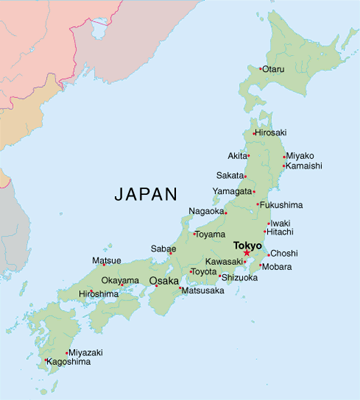 Otaru
Hirosaki
Akita
Miyako
Kamaishi
Sakata
Yamagata
JAPAN
Fukushima
Nagaoka
Iwaki
Toyama
Hitachi
Tokyo
Sabae
Choshi
Matsue
Kawasaki
Mobara
Toyota
Shizuoka
Okayama
Osaka
Hiroshima
Matsusaka
Miyazaki
Kagoshima